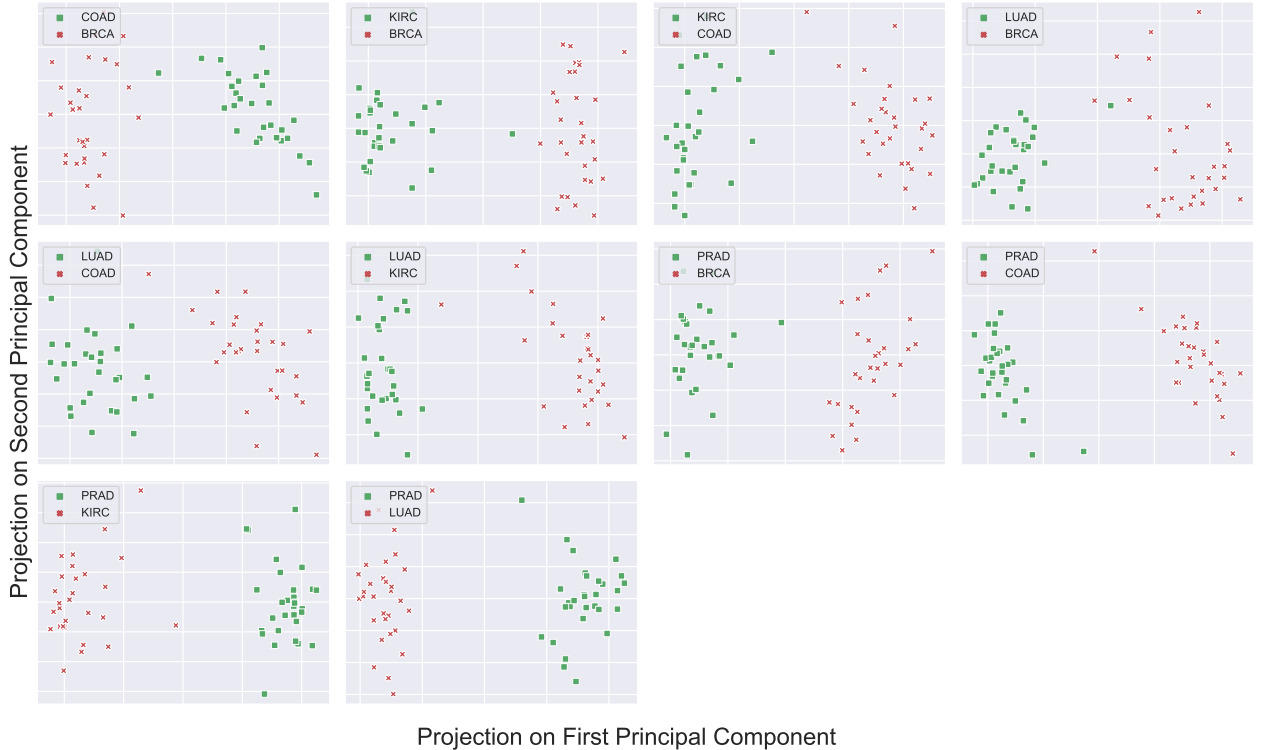 COAD
BRCA
KIRC
BRCA
KIRC
COAD
LUAD
BRCA
LUAD
COAD
LUAD
KIRC
PRAD
BRCA
PRAD
COAD
PRAD
KIRC
PRAD
LUAD
Projection on Second Principal Component
Projection on First Principal Component